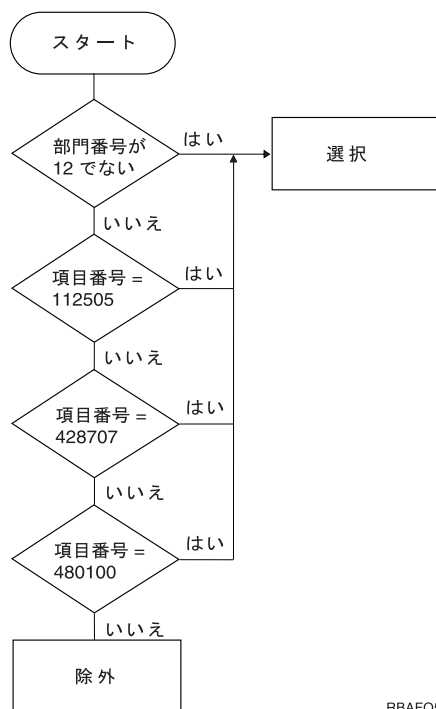 スタート
部門番号が
12 でない
はい
選択
いいえ
項目番号 =
112505
はい
いいえ
項目番号 =
428707
はい
いいえ
項目番号 =
480100
はい
いいえ
除外